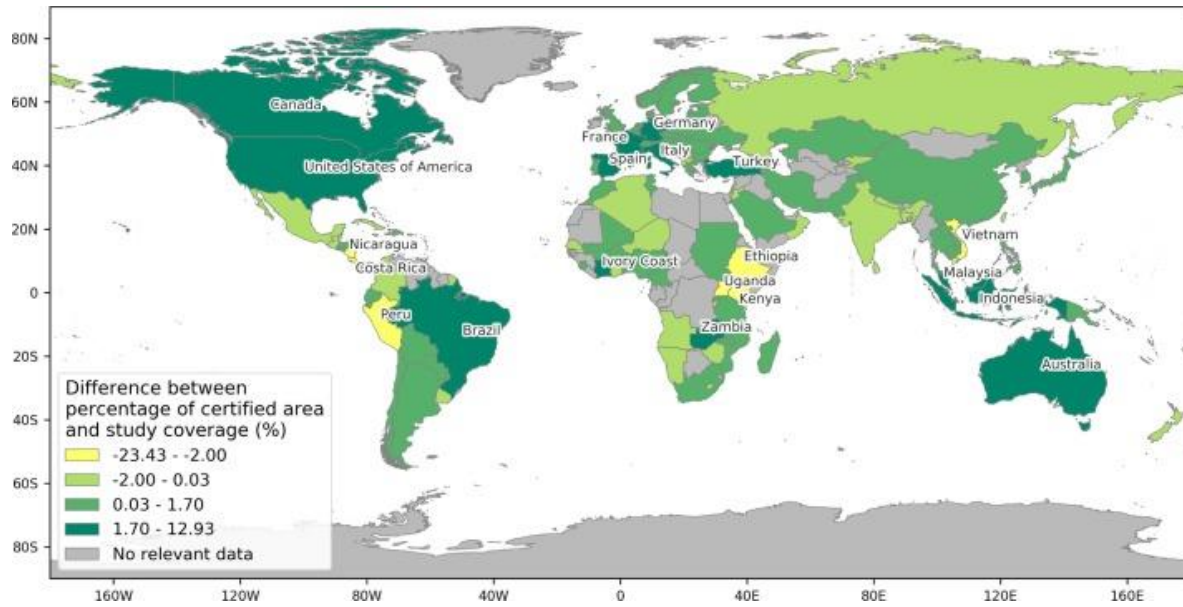 80N
60N
40N
20N
0
20S
40S
60S
80S
Canada
United States of America
Nicaragua
Costa Rica
Peru
Brazil
France
Germany
Spain
Italy
Turkey
Ivory Coast
Ethiopia
Uganda
Kenya
Zambia
Vietnam
Malaysia
Indonesia
Australia
Difference between
percentage of certified area
and study coverage (%)
-23.43 - -2.00
-2.00 - 0.03
0.03 - 1.70
1.70 - 12.93
No relevant data
160W
120W
80W
40W
0
40E
80E
120E
160E